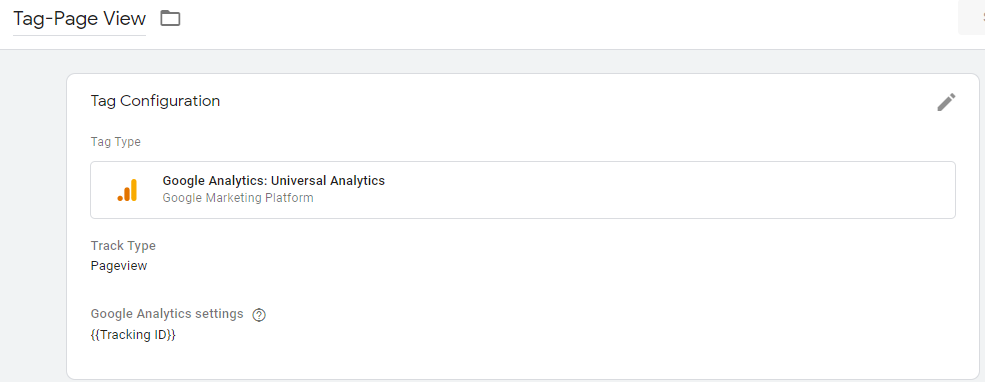 Tag-Page View
Tag Configuration
Tag Type
Google Analytics: Universal Analytics
Google Marketing Platform
Track Type
Pageview
Google Analytics settings
{{Tracking ID}}